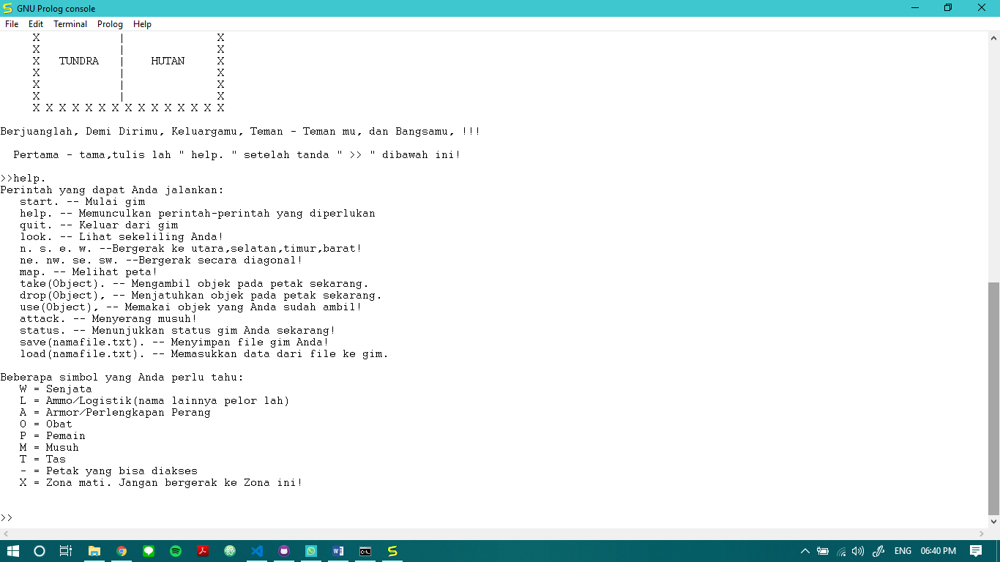 GNU Prolog console
File Edit Terminal Prolog Help
X | X
X | X
X TUNDRA | HUTAN X
X | X
X | X
X | X
X X X X X X X X X X X X X X X
Berjuanglah, Demi Dirimu, Keluargamu, Teman - Teman mu, dan Bangsamu, !!!
Pertama - tama,tulis lah " help. " setelah tanda " >> " dibawah ini!
>>help.
Perintah yang dapat Anda jalankan:
start. -- Mulai gim
help. -- Memunculkan perintah-perintah yang diperlukan
quit. -- Keluar dari gim
look. -- Lihat sekeliling Anda!
n. s. e. w. --Bergerak ke utara,selatan,timur,barat!
ne. nw. se. sw. --Bergerak secara diagonal!
map. -- Melihat peta!
take(Object). -- Mengambil objek pada petak sekarang.
drop(Object), -- Menjatuhkan objek pada petak sekarang.
use(Object), -- Memakai objek yang Anda sudah ambil!
attack. -- Menyerang musuh!
status. -- Menunjukkan status gim Anda sekarang!
save(namafile.txt). -- Menyimpan file gim Anda!
load(namafile.txt). -- Memasukkan data dari file ke gim.
Beberapa simbol yang Anda perlu tahu:
W = Senjata
L = Ammo/Logistik(nama lainnya pelor lah)
A = Armor/Perlengkapan Perang
O = Obat
P = Pemain
M = Musuh
T = Tas
- = Petak yang bisa diakses
X = Zona mati. Jangan bergerak ke Zona ini!
>>
ENG 06:40 PM